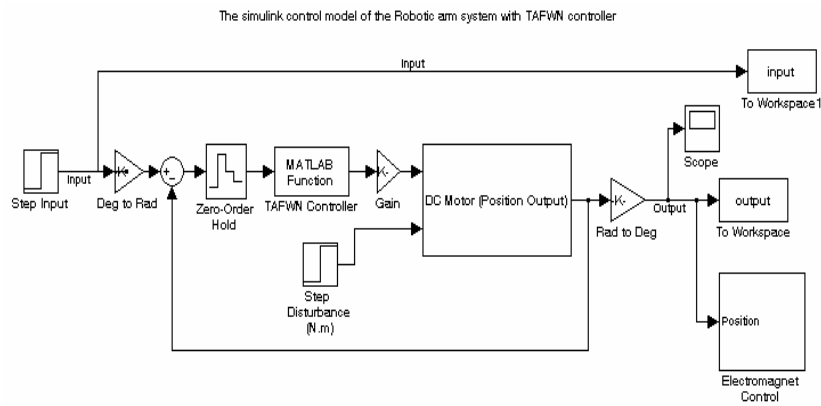 The simulink control model of the Robotic arm system with TAFWN controller
Input
input
To Workspace1
Scope
Step Input
Input
K
Deg to Rad
+
-
Zero-Order
Hold
MATLAB
Function
TAFWN Controller
K-
Gain
DC Motor (Position Output)
-K-
Rad to Deg
Output
output
To Workspace
Step
Disturbance
(N.m)
Position
Electromagnet
Control